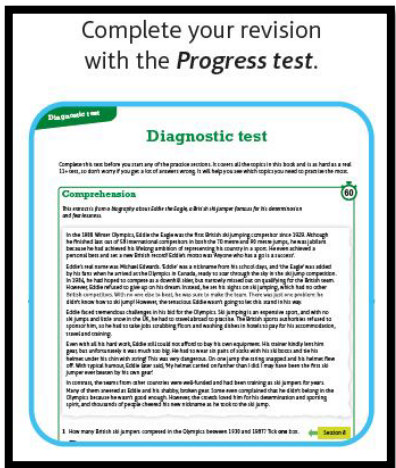 Complete your revision
with the Progress test.
Diagnostic test
Diagnostic test
Complete this test before you start any of the practice sections. It covers all the topics in this book and is as hard as a real
11+ test, so don't worry if you get a lot of answers wrong. It will help you see which topics you need to practise the most.
60
Comprehension
This extract is from a biography about Eddie the Eagle, a British ski jumper famous for his determination
and fearlessness.
In the 1988 Winter Olympics, Eddie the Eagle was the first British ski jumping competitor since 1929. Although
he finished last out of 59 international competitors in both the 70 metre and 90 metre jumps, he was jubilant
because he had achieved his lifelong ambition of representing his country in a sport. He even achieved a
personal best and set a new British record! Eddie's motto was 'Anyone who has a go is a success'.
Eddie's real name was Michael Edwards. 'Eddie' was a nickname from his school days, and 'the Eagle' was added
by his fans when he arrived at the Olympics in Canada, ready to soar through the sky in the ski jump competition.
In 1984, he had hoped to compete as a downhill skier, but narrowly missed out on qualifying for the British team.
However, Eddie refused to give up on his dream. Instead, he set his sights on ski jumping, which had no other
British competitors. With no one else to beat, he was sure to make the team. There was just one problem: he
didn't know how to ski jump! However, the tenacious Eddie wasn't going to let this stand in his way.
Eddie faced tremendous challenges in his bid for the Olympics. Ski jumping is an expensive sport, and with no
ski jumps and little snow in the UK, he had to travel abroad to practise. The British sports authorities refused to
sponsor him, so he had to take jobs scrubbing floors and washing dishes in hotels to pay for his accommodation,
travel and training.
Even with all his hard work, Eddie still could not afford to buy his own equipment. His trainer kindly lent him
gear, but unfortunately it was much too big. He had to wear six pairs of socks with his ski boots and tie his
helmet under his chin with string! This was very dangerous. On one jump the string snapped and his helmet flew
off. With typical humour, Eddie later said, 'My helmet carried on farther than I did! I may have been the first ski
jumper ever beaten by his own gear!'
In contrast, the teams from other countries were well-funded and had been training as ski jumpers for years.
Many of them sneered at Eddie and his shabby, broken gear. Some even complained that he didn't belong in the
Olympics because he wasn't good enough. However, the crowds loved him for his determination and sporting
spirit, and thousands of people cheered his new nickname as he took to the ski jump.
1 How many British ski jumpers competed in the Olympics between 1930 and 1987? Tick one box.
Session 6